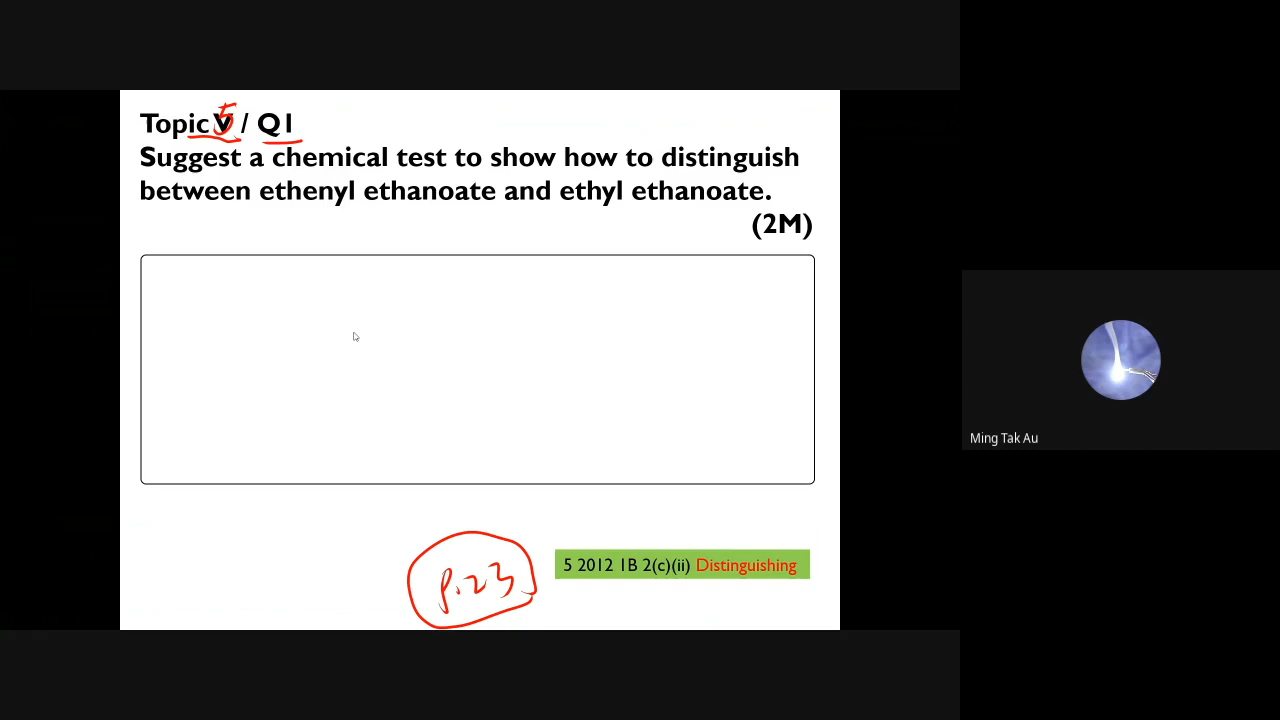 Topic V 5 / Q1
Suggest a chemical test to show how to distinguish
between ethenyl ethanoate and ethyl ethanoate.
(2M)
p.23
5 2012 1B 2(c)(ii) Distinguishing
Ming Tak Au